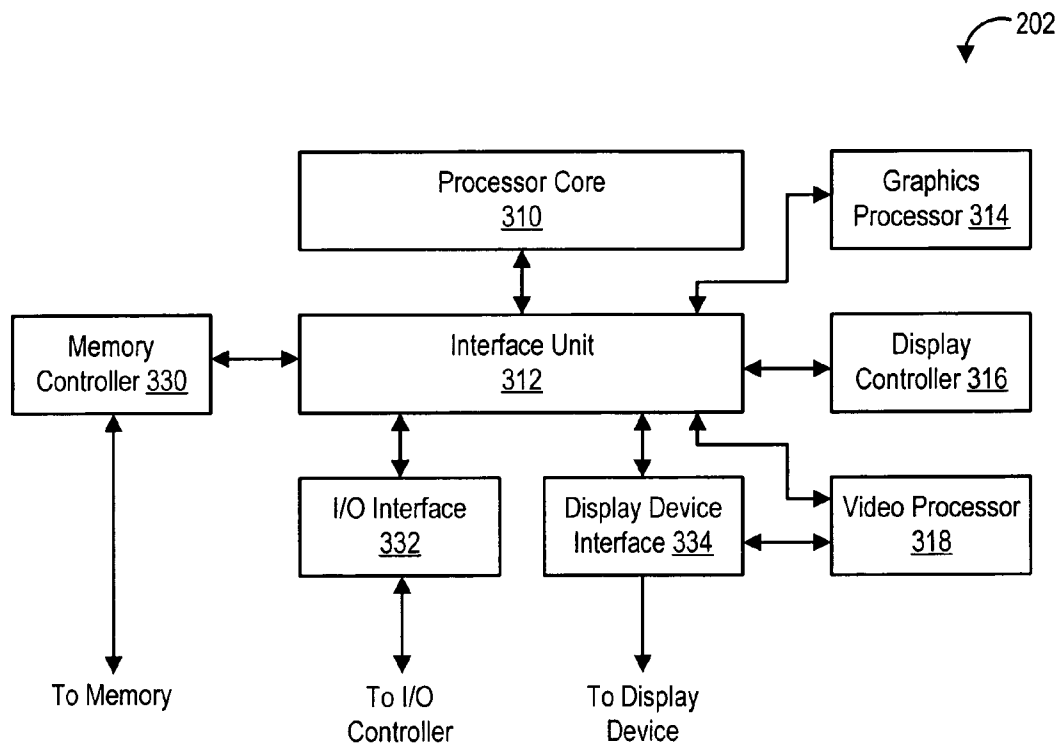 202
Processor Core
310
Graphics
Processor 314
Memory
Controller 330
Interface Unit
312
Display
Controller 316
I/O Interface
332
Display Device
Interface 334
Video Processor
318
To Memory
To I/O
Controller
To Display
Device